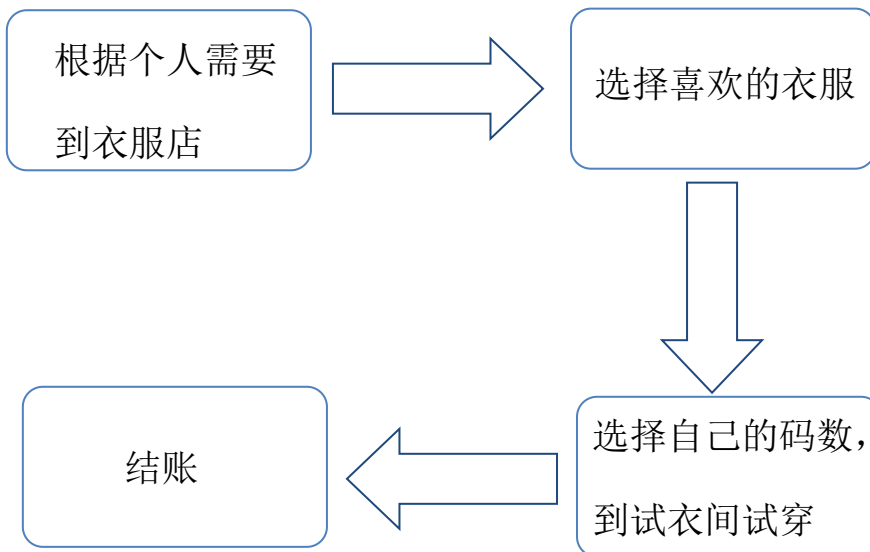 根据个人需要
到衣服店
选择喜欢的衣服
选择自己的码数，
到试衣间试穿
结账